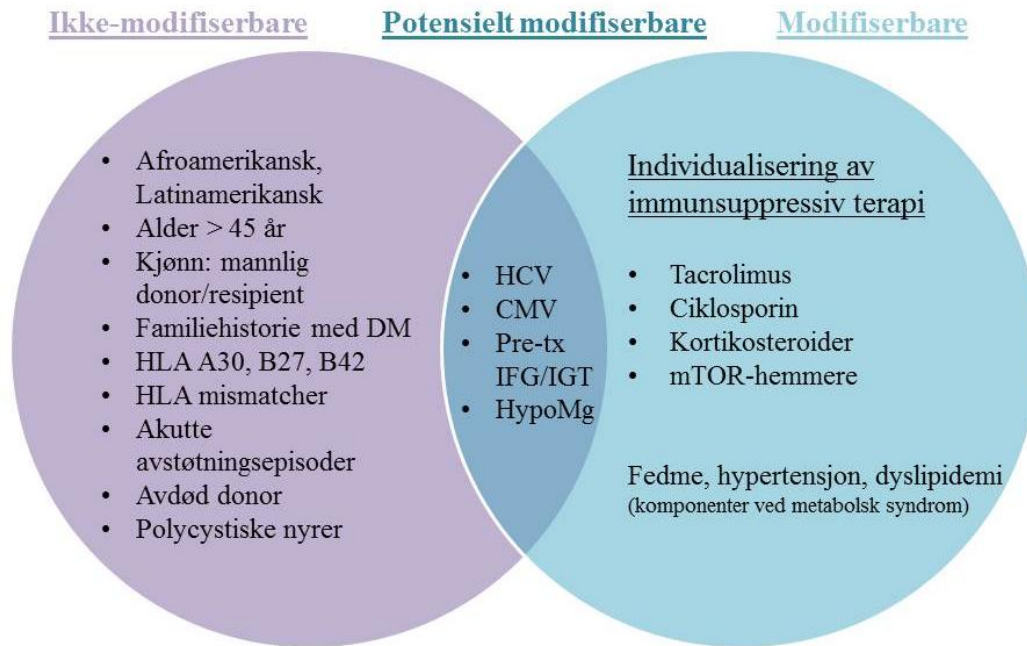 Ikke-modifiserbare
Potensielt modifiserbare
Modifiserbare
• Afroamerikansk,
Latinamerikansk
• Alder > 45 år
• Kjønn: mannlig
donor/resipient
• Familiehistorie med DM
• HLA A30, B27, B42
• HLA mismatcher
• Akutte
avstøtningsepisoder
• Avdød donor
• Polycystiske nyrer
• HCV
• CMV
• Pre-tx
IFG/IGT
• HypoMg
Individualisering av
immunsuppressiv terapi
• Tacrolimus
• Ciklosporin
• Kortikosteroider
• mTOR-hemmere
Fedme, hypertensjon, dyslipidemi
(komponenter ved metabolsk syndrom)